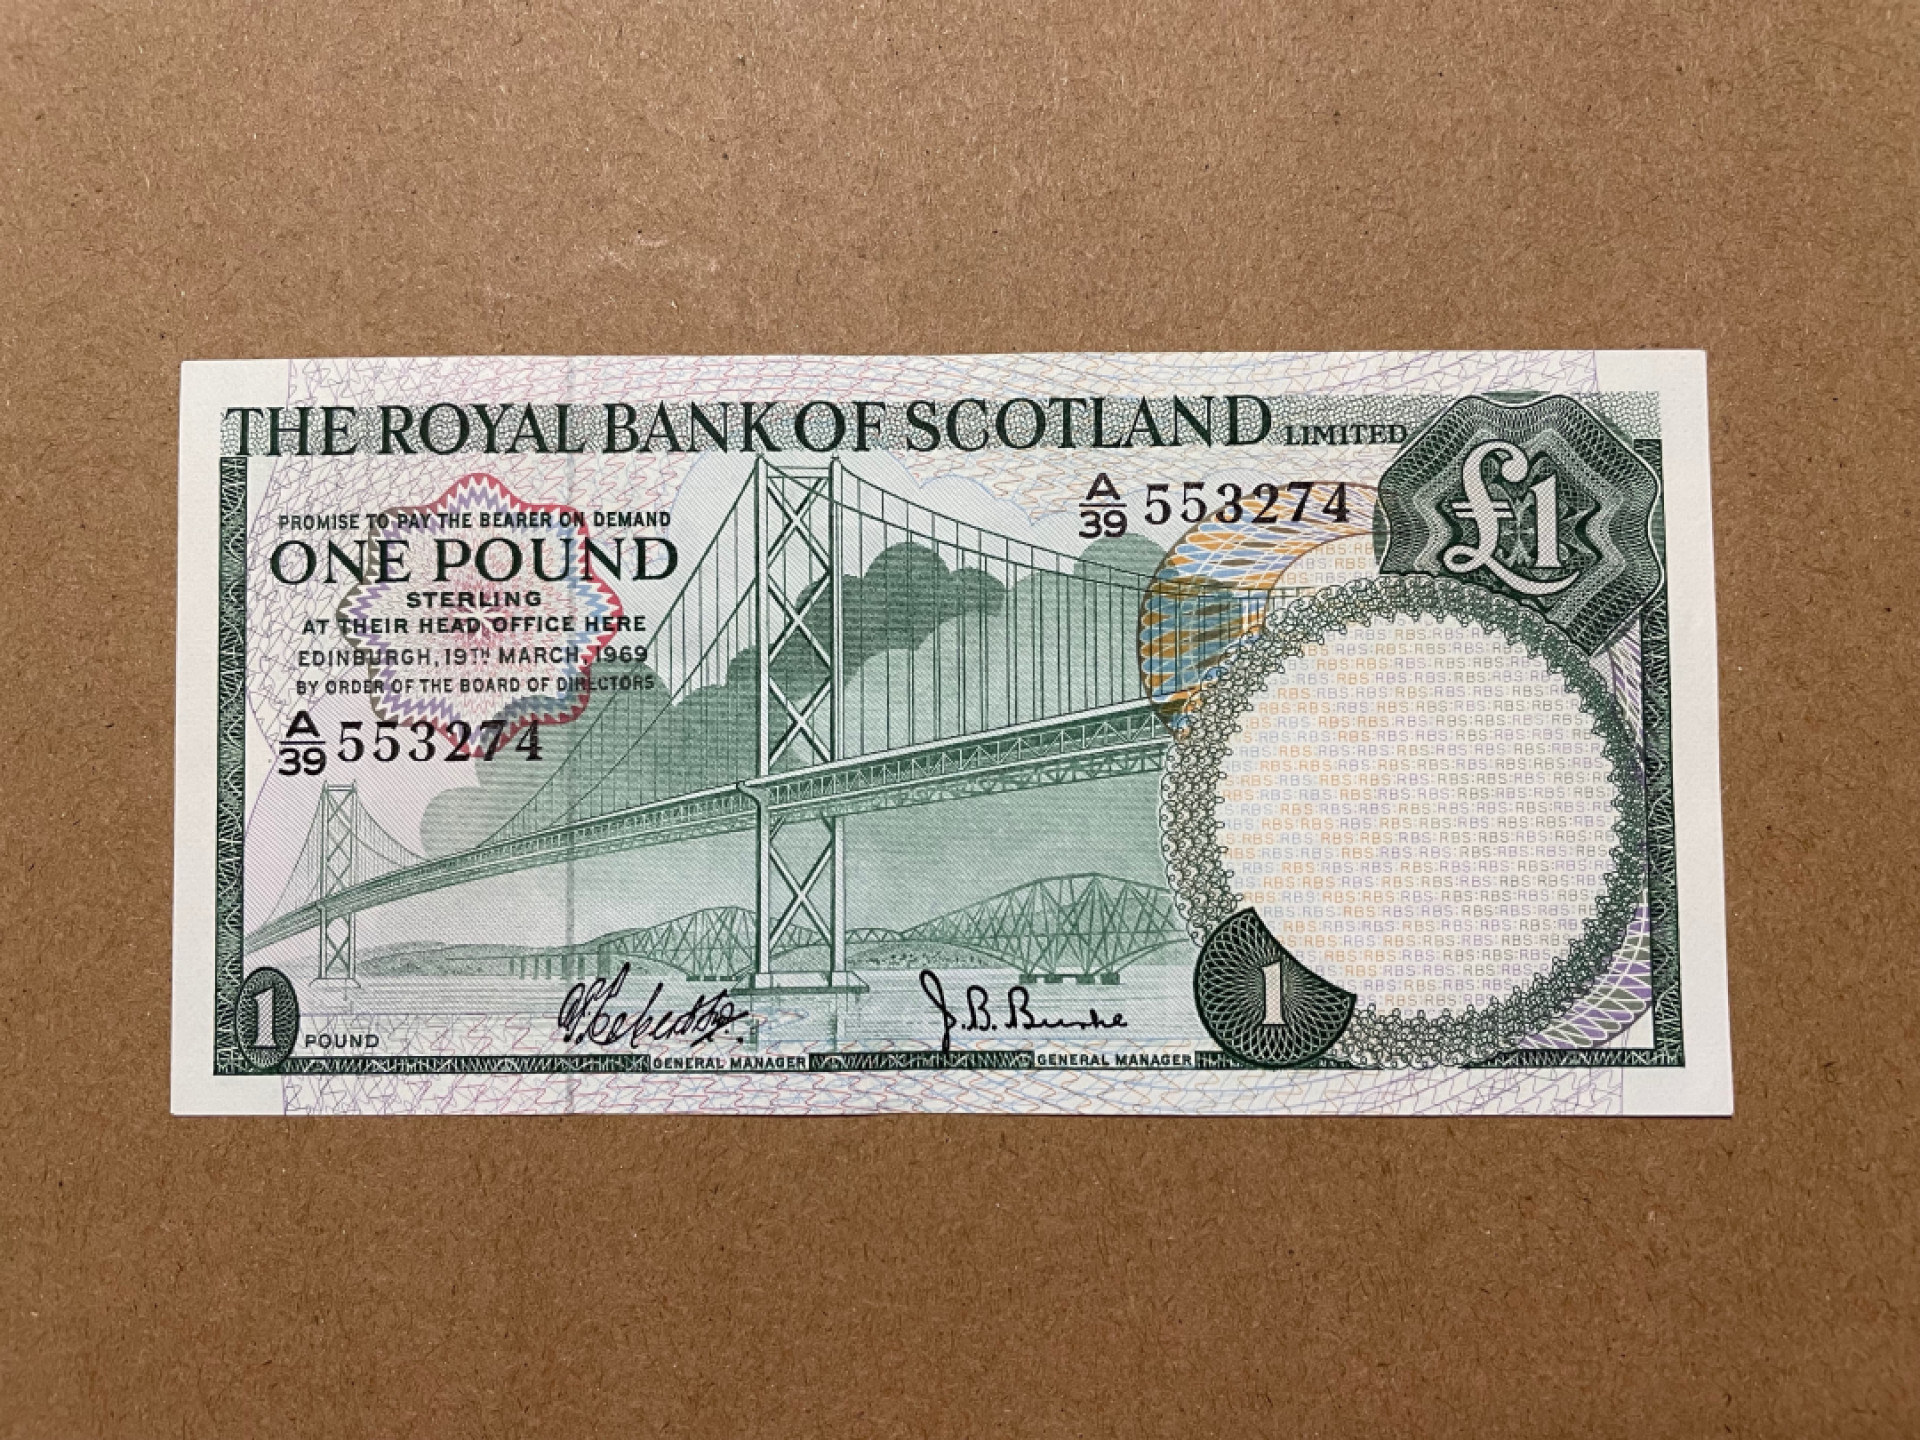 THE ROYAL BANK OF SCOTLAND LIMITED
£1
A/39 553274
PROMISE TO PAY THE BEARER ON DEMAND
ONE POUND
STERLING
AT THEIR HEAD OFFICE HERE
EDINBURGH, 19TH MARCH, 1969
BY ORDER OF THE BOARD OF DIRECTORS
A/39 553274
1 POUND
J.B. Burke
1
GENERAL MANAGER
GENERAL MANAGER